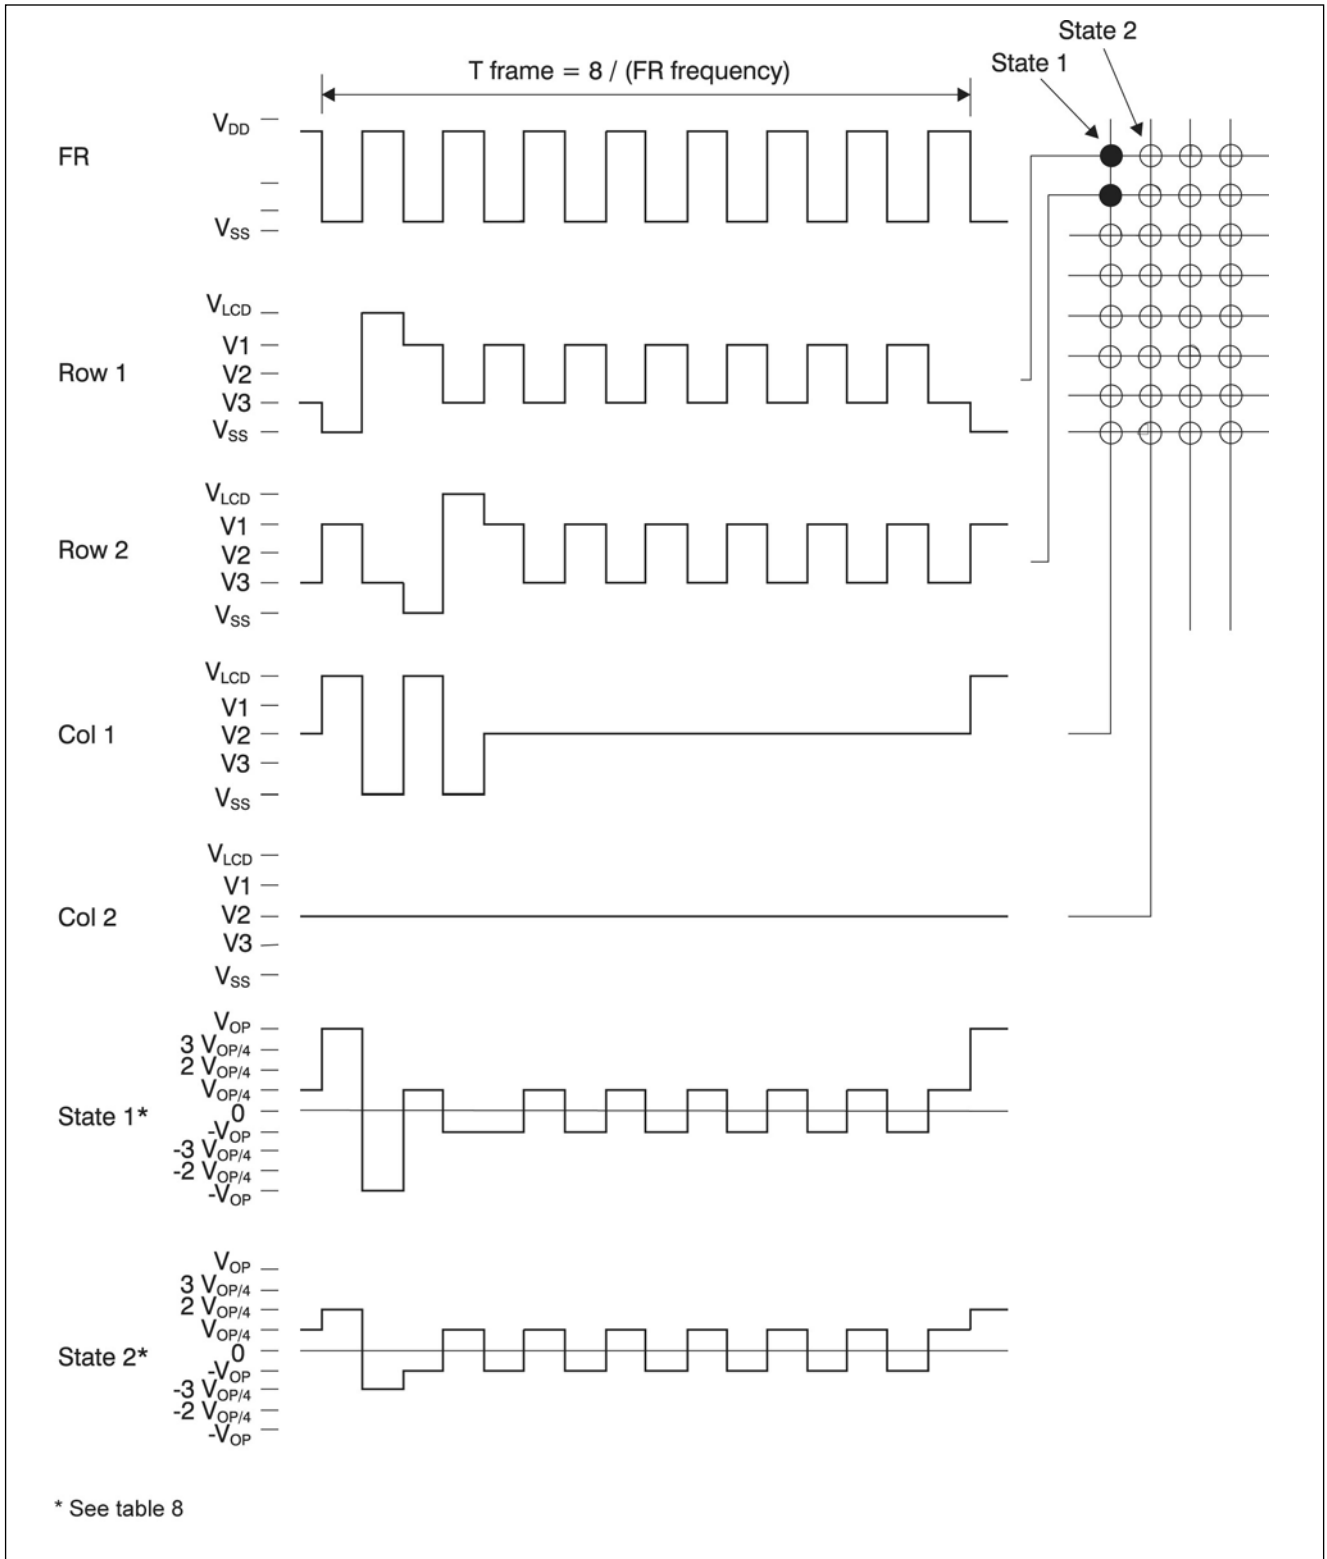 State 2
State 1
T frame = 8 / (FR frequency)
FR
VDD
VSS
Row 1
VLCD
V1
V2
V3
VSS
Row 2
VLCD
V1
V2
V3
VSS
Col 1
VLCD
V1
V2
V3
VSS
Col 2
VLCD
V1
V2
V3
VSS
State 1*
VOP
3 VOP/4
2 VOP/4
VOP/4
0
-VOP
-3 VOP/4
-2 VOP/4
-VOP
State 2*
VOP
3 VOP/4
2 VOP/4
VOP/4
0
-VOP
-3 VOP/4
-2 VOP/4
-VOP
* See table 8